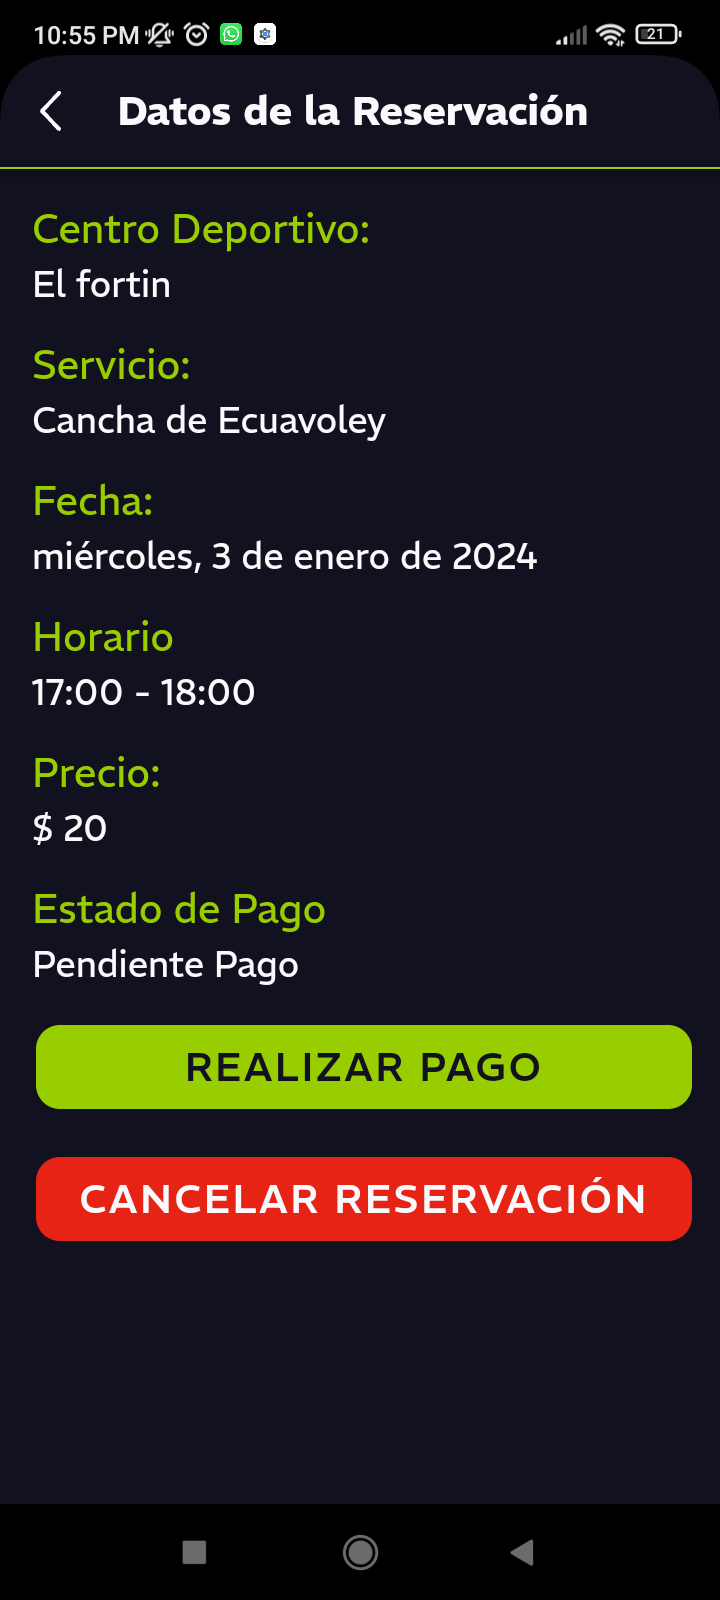 10:55 PM
21
Datos de la Reservación
Centro Deportivo:
El fortin
Servicio:
Cancha de Ecuavoley
Fecha:
miércoles, 3 de enero de 2024
Horario
17:00 - 18:00
Precio:
$ 20
Estado de Pago
Pendiente Pago
REALIZAR PAGO
CANCELAR RESERVACIÓN